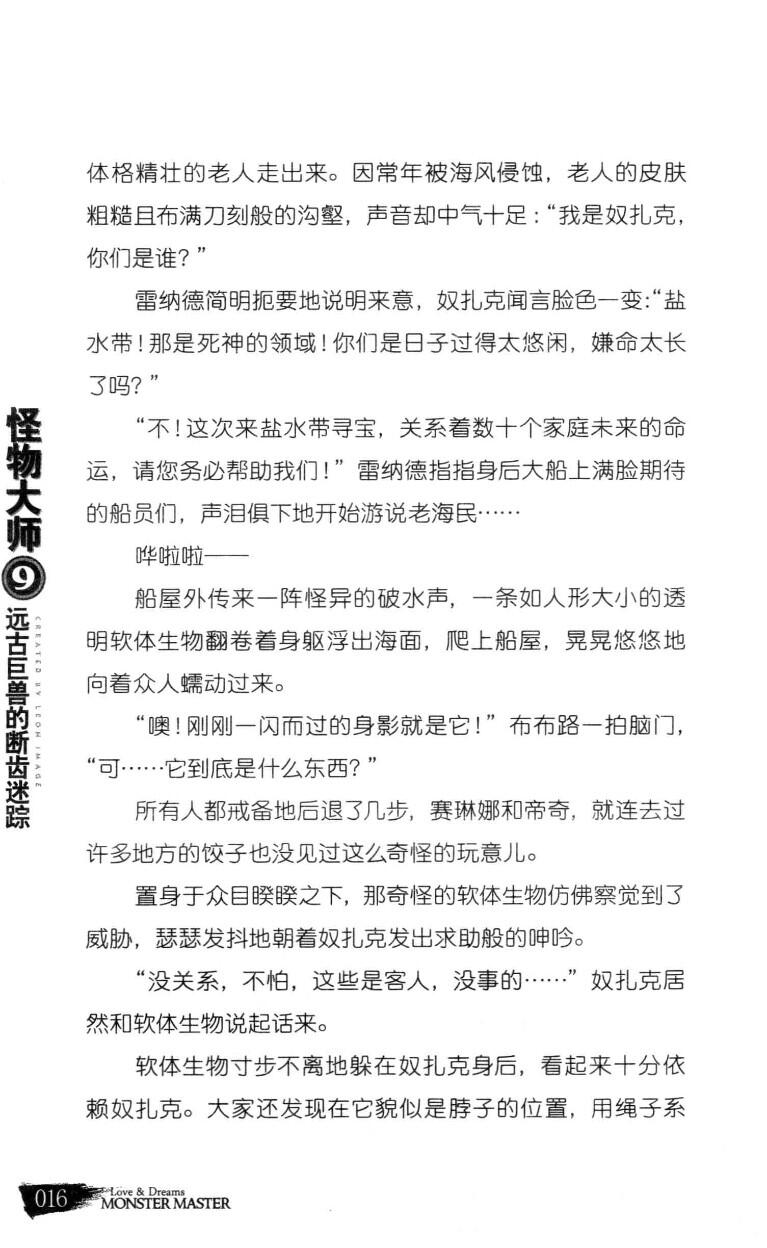 体格精壮的老人走出来。因常年被海风侵蚀，老人的皮肤
粗糙且布满刀刻般的沟壑，声音却中气十足：“我是奴扎克，
你们是谁？”
雷纳德简明扼要地说明来意，奴扎克闻言脸色一变：“盐
水带！那是死神的领域！你们是日子过得太悠闲，嫌命太长
了吗？”
“不！这次来盐水带寻宝，关系着数十个家庭未来的命
运，请您务必帮助我们！”雷纳德指指身后大船上满脸期待
的船员们，声泪俱下地开始游说老海民……
哗啦啦——
船屋外传来一阵怪异的破水声，一条如人形大小的透
明软体生物翻卷着身躯浮出海面，爬上船屋，晃晃悠悠地
向着众人蠕动过来。
“噢！刚刚一闪而过的身影就是它！”布布路一拍脑门，
“可……它到底是什么东西？”
所有人都戒备地后退了几步，赛琳娜和帝奇，就连去过
许多地方的饺子也没见过这么奇怪的玩意儿。
置身于众目睽睽之下，那奇怪的软体生物仿佛察觉到了
威胁，瑟瑟发抖地朝着奴扎克发出求助般的呻吟。
“没关系，不怕，这些是客人，没事的……”奴扎克居
然和软体生物说起话来。
软体生物寸步不离地躲在奴扎克身后，看起来十分依
赖奴扎克。大家还发现在它貌似是脖子的位置，用绳子系
怪物大师
9
远古巨兽的断齿迷踪
CREATED BY LEON IMAGE
016
Love & Dreams
MONSTER MASTER